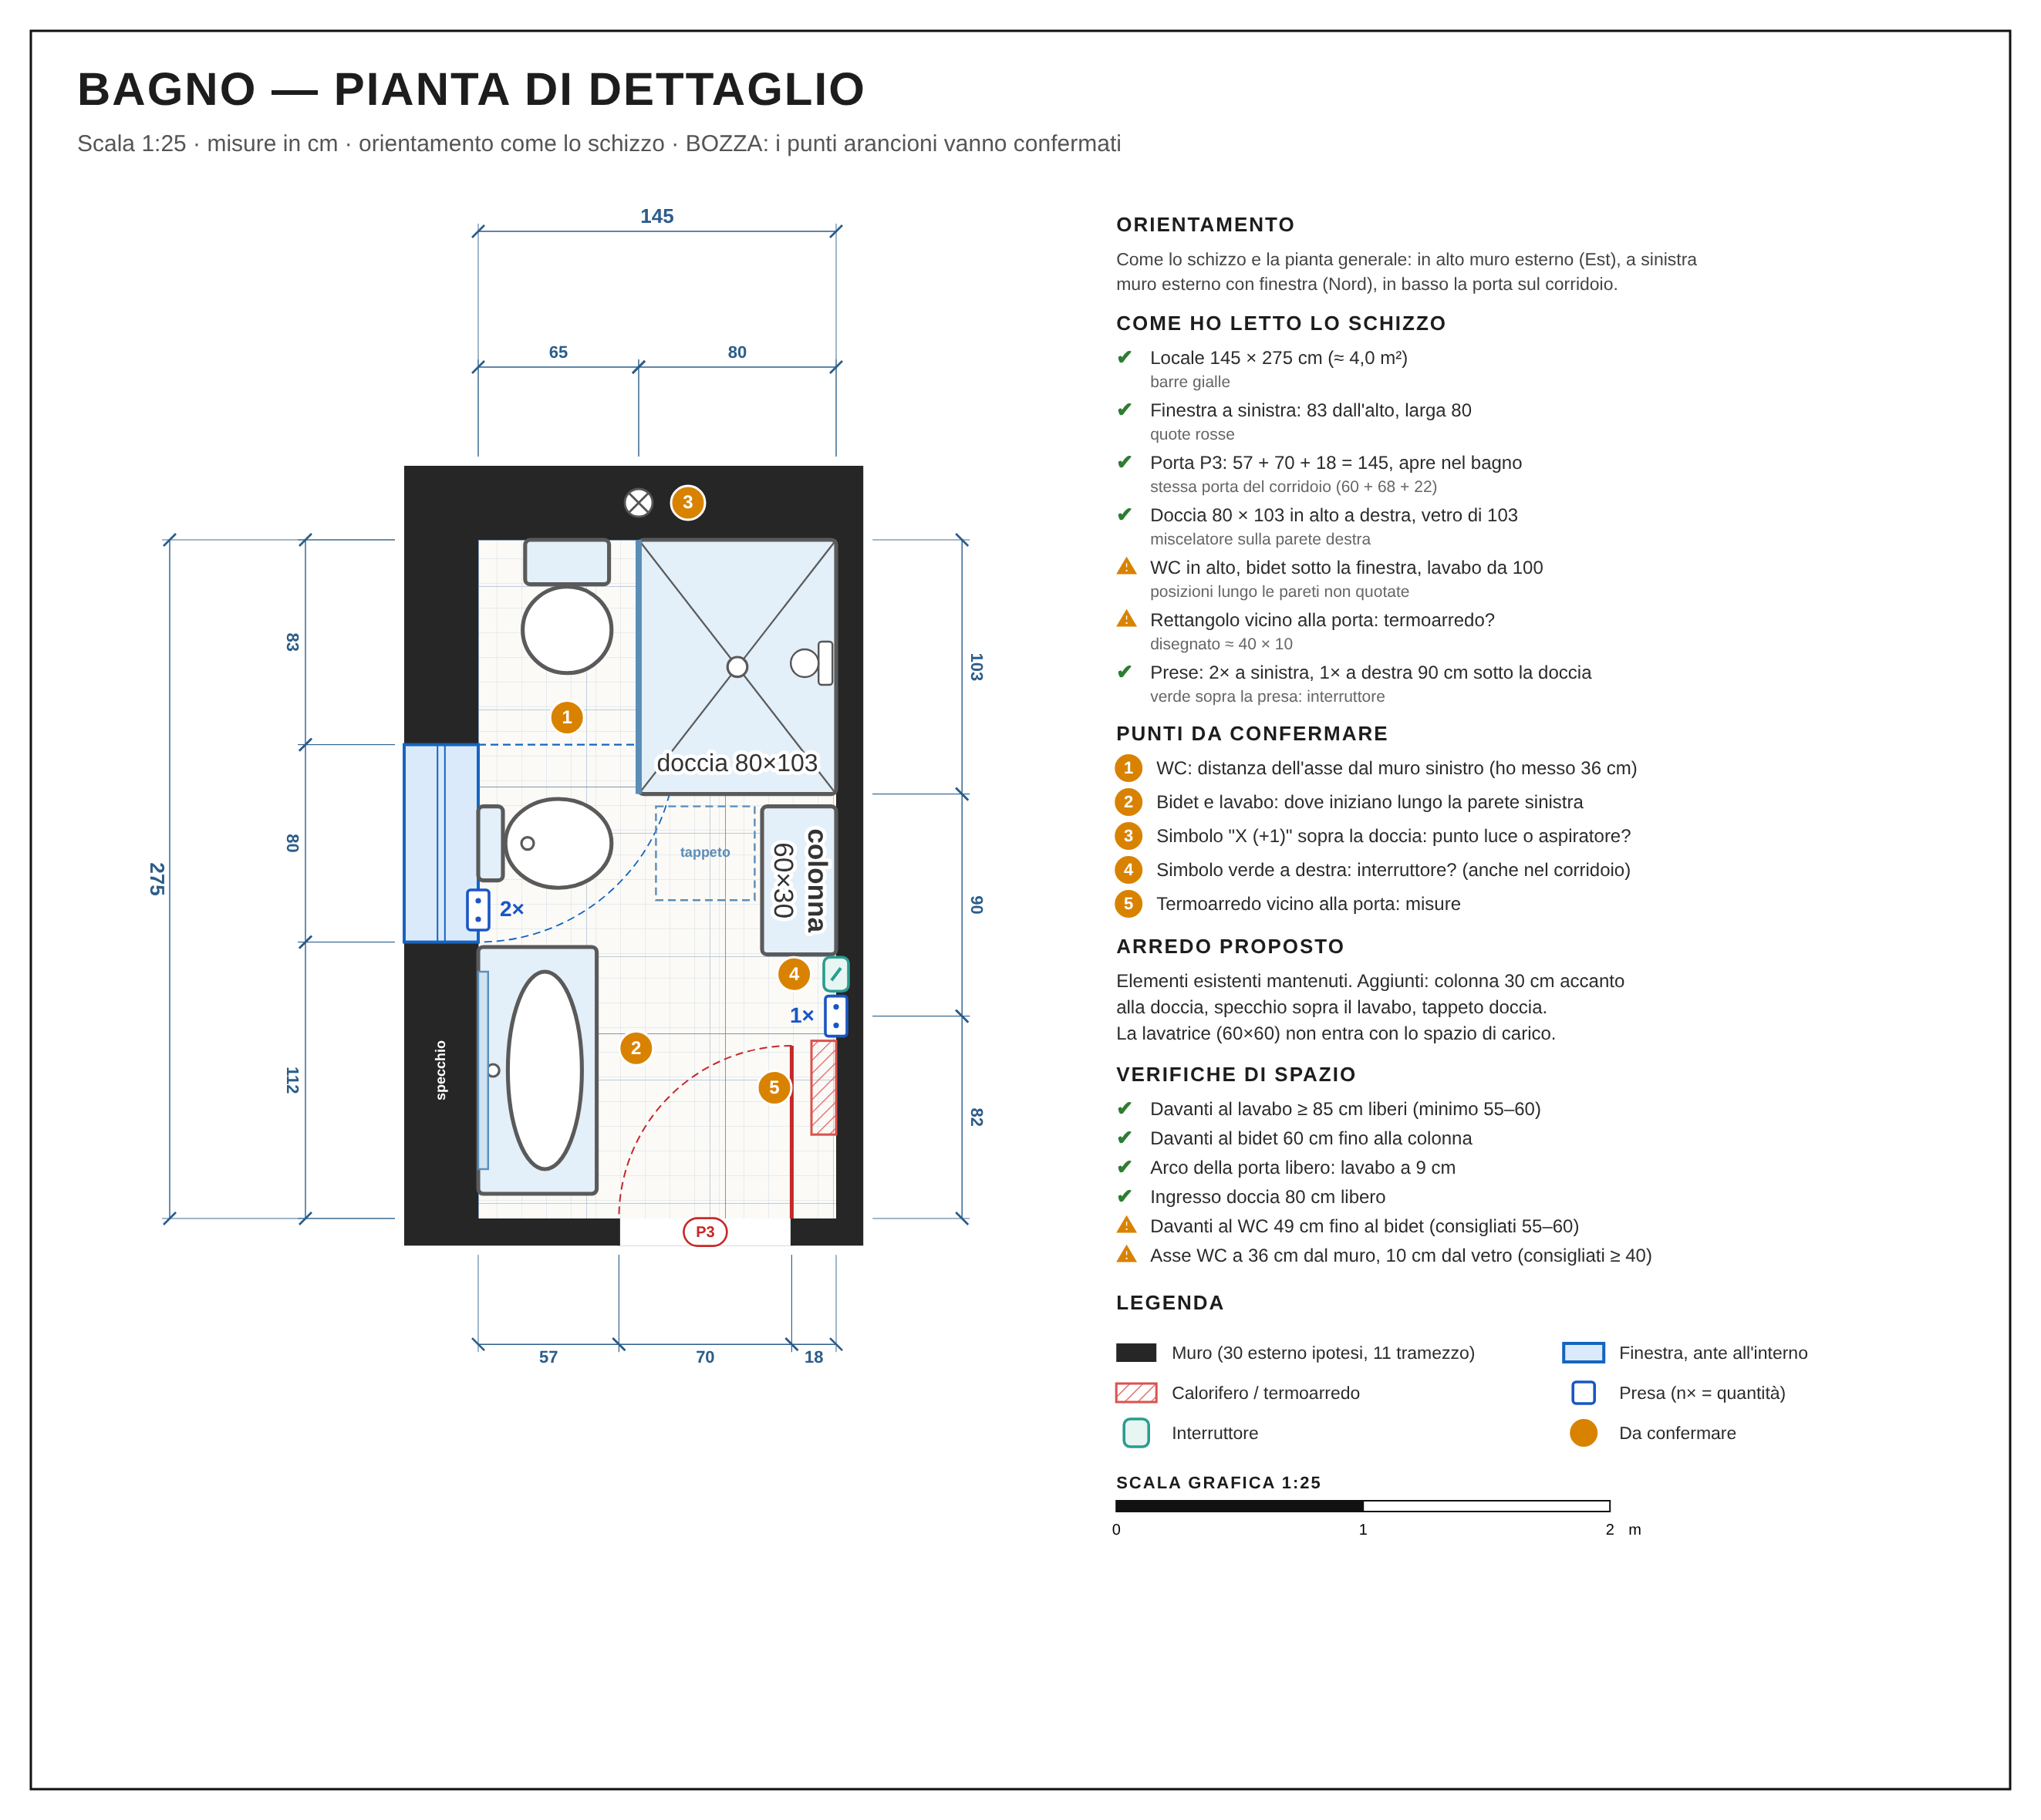 BAGNO — PIANTA DI DETTAGLIO
Scala 1:25 · misure in cm · orientamento come lo schizzo · BOZZA: i punti arancioni vanno confermati
145
65
80
3
83
80
112
275
103
90
82
1
doccia 80×103
tappeto
colonna
60×30
2×
4
1×
specchio
2
5
P3
57
70
18
ORIENTAMENTO
Come lo schizzo e la pianta generale: in alto muro esterno (Est), a sinistra
muro esterno con finestra (Nord), in basso la porta sul corridoio.
COME HO LETTO LO SCHIZZO
✔ Locale 145 × 275 cm (≈ 4,0 m²)
barre gialle
✔ Finestra a sinistra: 83 dall'alto, larga 80
quote rosse
✔ Porta P3: 57 + 70 + 18 = 145, apre nel bagno
stessa porta del corridoio (60 + 68 + 22)
✔ Doccia 80 × 103 in alto a destra, vetro di 103
miscelatore sulla parete destra
⚠ WC in alto, bidet sotto la finestra, lavabo da 100
posizioni lungo le pareti non quotate
⚠ Rettangolo vicino alla porta: termoarredo?
disegnato ≈ 40 × 10
✔ Prese: 2× a sinistra, 1× a destra 90 cm sotto la doccia
verde sopra la presa: interruttore
PUNTI DA CONFERMARE
1 WC: distanza dell'asse dal muro sinistro (ho messo 36 cm)
2 Bidet e lavabo: dove iniziano lungo la parete sinistra
3 Simbolo "X (+1)" sopra la doccia: punto luce o aspiratore?
4 Simbolo verde a destra: interruttore? (anche nel corridoio)
5 Termoarredo vicino alla porta: misure
ARREDO PROPOSTO
Elementi esistenti mantenuti. Aggiunti: colonna 30 cm accanto
alla doccia, specchio sopra il lavabo, tappeto doccia.
La lavatrice (60×60) non entra con lo spazio di carico.
VERIFICHE DI SPAZIO
✔ Davanti al lavabo ≥ 85 cm liberi (minimo 55–60)
✔ Davanti al bidet 60 cm fino alla colonna
✔ Arco della porta libero: lavabo a 9 cm
✔ Ingresso doccia 80 cm libero
⚠ Davanti al WC 49 cm fino al bidet (consigliati 55–60)
⚠ Asse WC a 36 cm dal muro, 10 cm dal vetro (consigliati ≥ 40)
LEGENDA
Muro (30 esterno ipotesi, 11 tramezzo)
Finestra, ante all'interno
Calorifero / termoarredo
Presa (n× = quantità)
Interruttore
Da confermare
SCALA GRAFICA 1:25
0 1 2 m